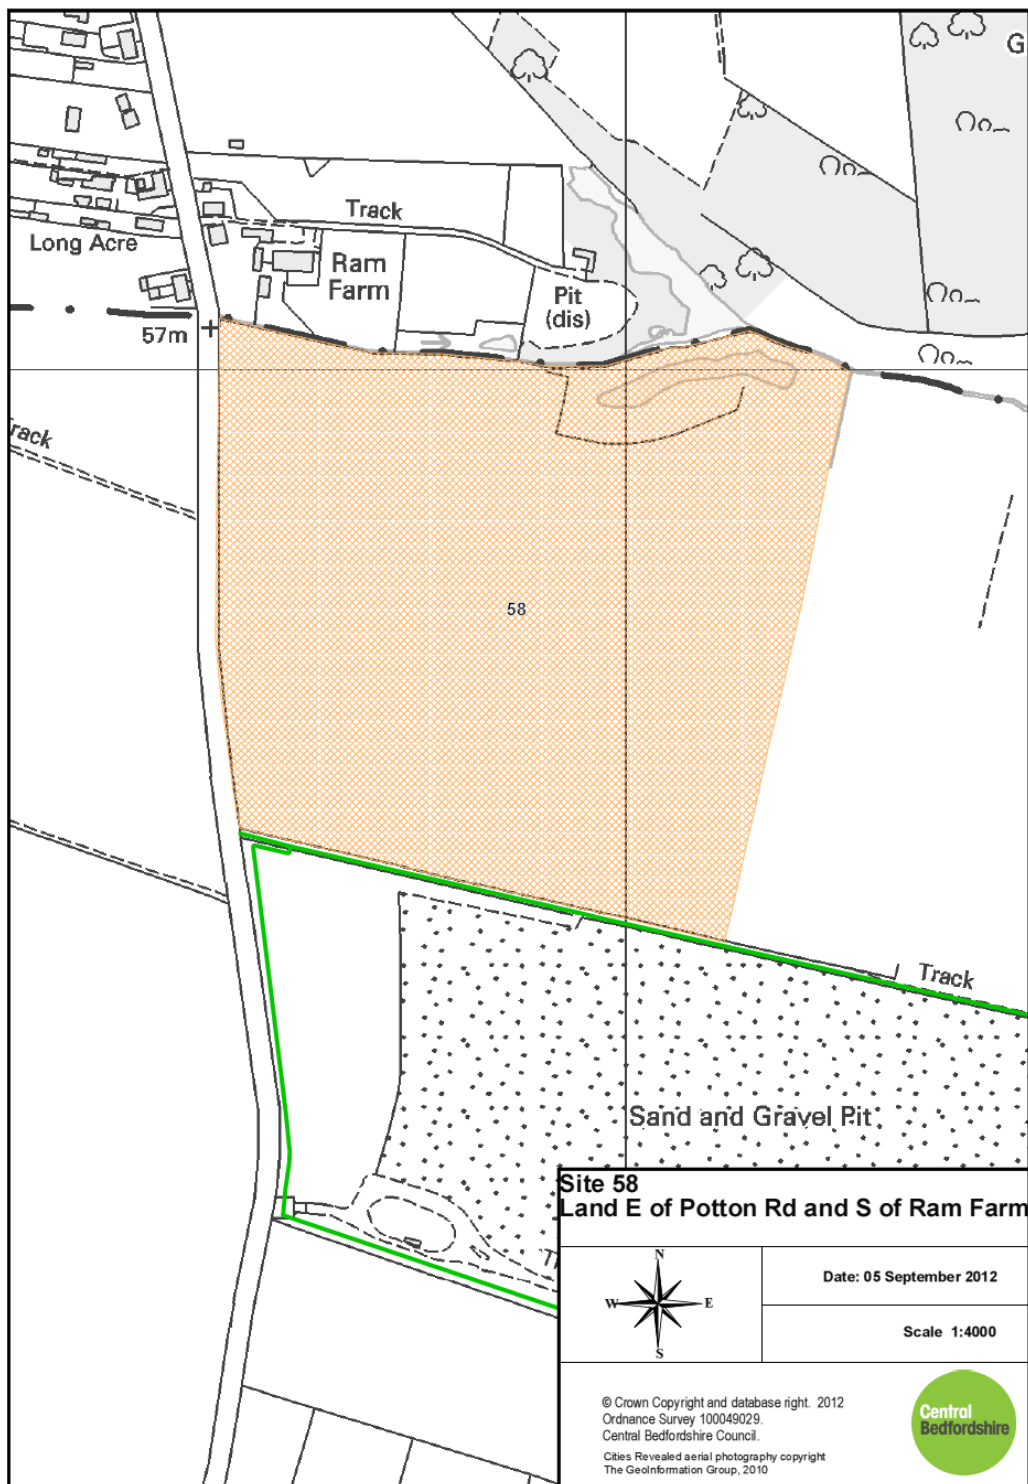 G
Track
Long Acre
Ram
Farm
Pit
(dis)
57m
Track
58
Track
Sand and Gravel Pit
Site 58
Land E of Potton Rd and S of Ram Farm
N
W
E
S
Date: 05 September 2012
Scale 1:4000
© Crown Copyright and database right. 2012
Ordnance Survey 100049029.
Central Bedfordshire Council.
Cities Revealed aerial photography copyright
The GeoInformation Group, 2010
Central
Bedfordshire